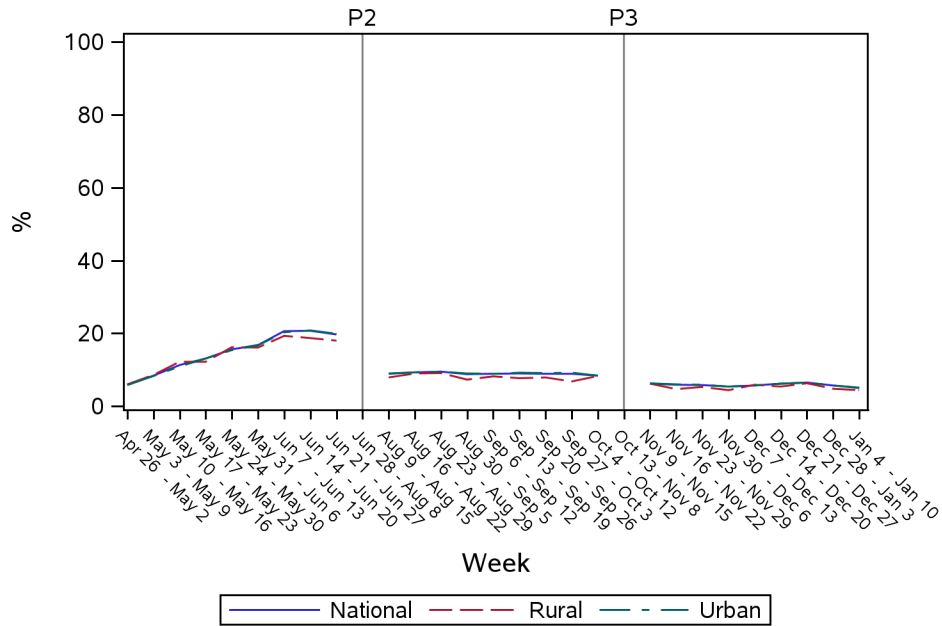 P2 P3
100
80
60
40
20
0
%
Apr 26 - May 2
May 3 - May 9
May 10 - May 16
May 17 - May 23
May 24 - May 30
May 31 - Jun 6
Jun 7 - Jun 13
Jun 14 - Jun 20
Jun 21 - Jun 27
Jun 28 - Aug 8
Aug 9 - Aug 15
Aug 16 - Aug 22
Aug 23 - Aug 29
Aug 30 - Sep 5
Sep 6 - Sep 12
Sep 13 - Sep 19
Sep 20 - Sep 26
Sep 27 - Oct 3
Oct 4 - Oct 12
Oct 13 - Nov 8
Nov 9 - Nov 15
Nov 16 - Nov 22
Nov 23 - Nov 29
Nov 30 - Dec 6
Dec 7 - Dec 13
Dec 14 - Dec 20
Dec 21 - Dec 27
Dec 28 - Jan 3
Jan 4 - Jan 10
Week
National Rural Urban